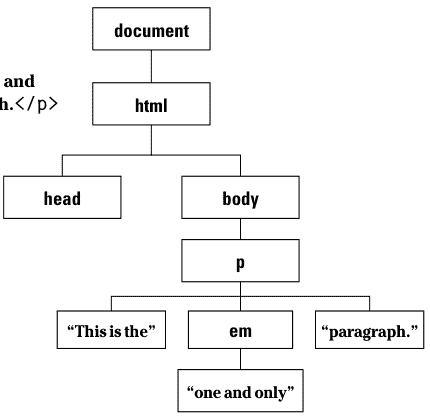 document
and
h.</p>
html
head
body
p
“This is the”
em
“paragraph.”
“one and only”